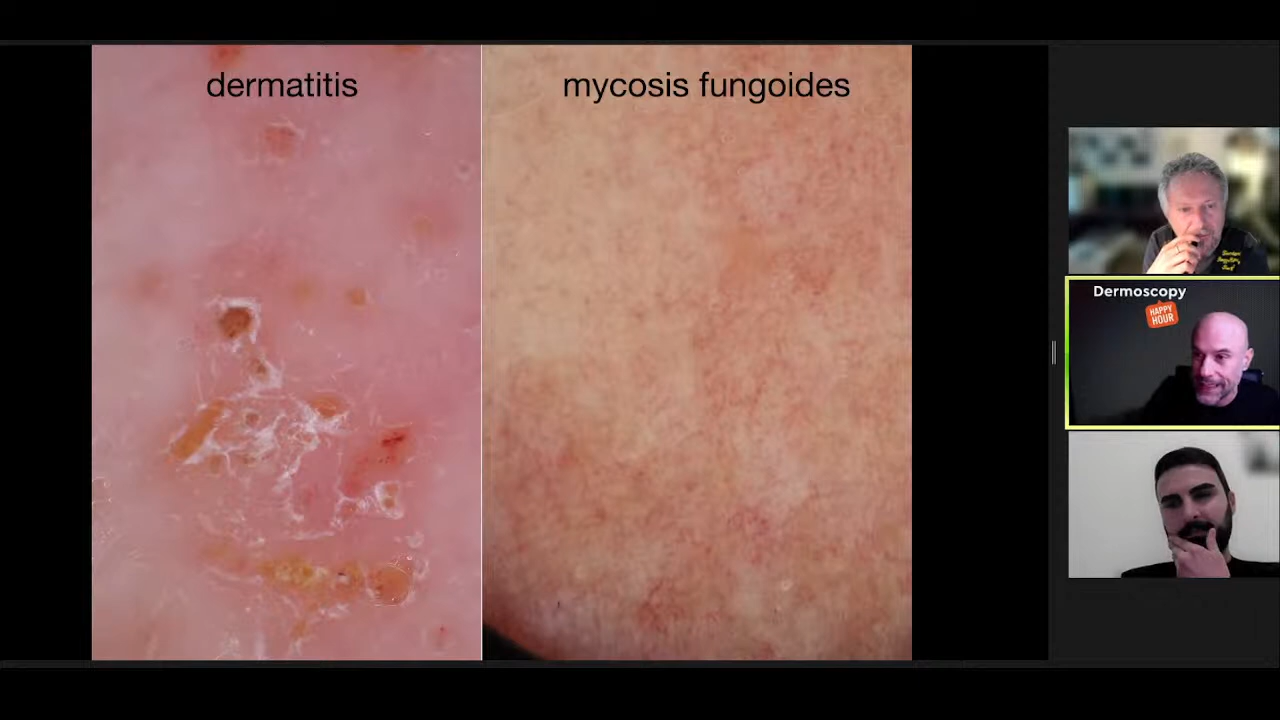 dermatitis
mycosis fungoides
Dermoscopy
HAPPY
HOUR